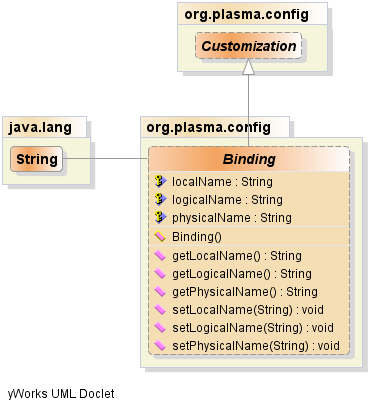 org.plasma.config
Customization
java.lang
String
org.plasma.config
Binding
localName : String
logicalName : String
physicalName : String
Binding()
getLocalName() : String
getLogicalName() : String
getPhysicalName() : String
setLocalName(String) : void
setLogicalName(String) : void
setPhysicalName(String) : void
yWorks UML Doclet